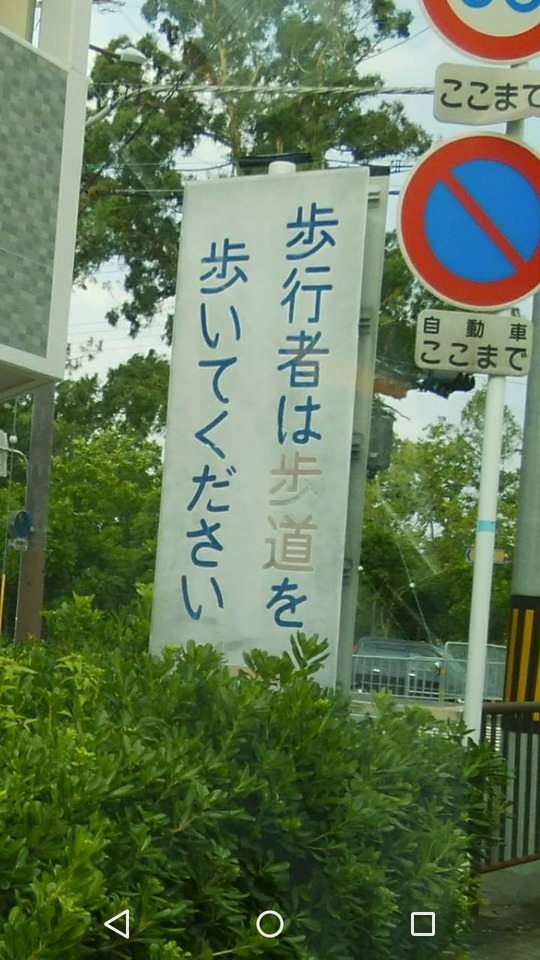 歩行者は歩道を
歩いてください
ここまで
自動車
ここまで